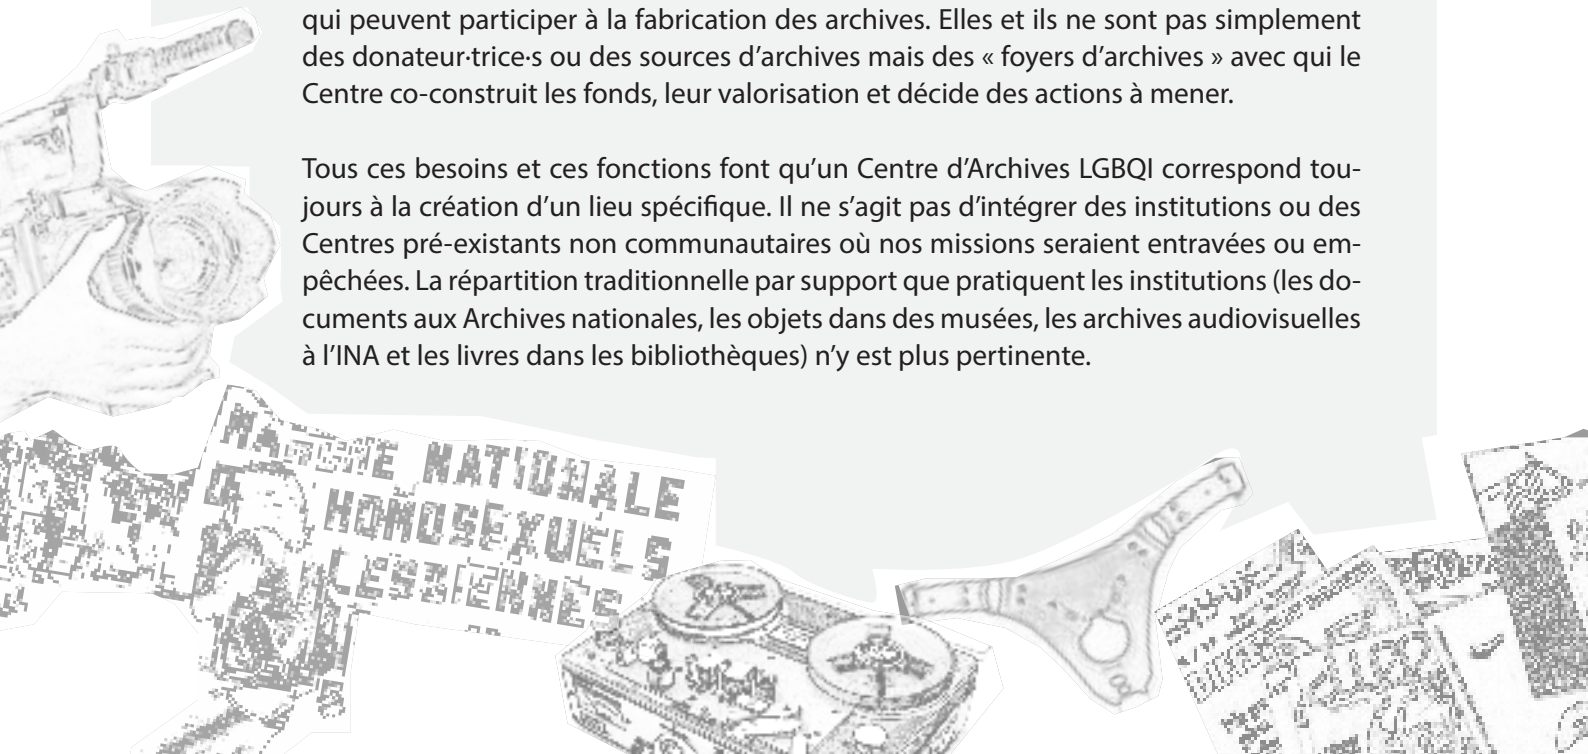 qui peuvent participer à la fabrication des archives. Elles et ils ne sont pas simplement
des donateur·trice·s ou des sources d’archives mais des « foyers d’archives » avec qui le
Centre co-construit les fonds, leur valorisation et décide des actions à mener.
Tous ces besoins et ces fonctions font qu’un Centre d’Archives LGBQI correspond tou-
jours à la création d’un lieu spécifique. Il ne s’agit pas d’intégrer des institutions ou des
Centres pré-existants non communautaires où nos missions seraient entravées ou em-
pêchées. La répartition traditionnelle par support que pratiquent les institutions (les do-
cuments aux Archives nationales, les objets dans des musées, les archives audiovisuelles
à l’INA et les livres dans les bibliothèques) n’y est plus pertinente.
MARCHE NATIONALE
HOMOSEXUELS
LESBIENNES